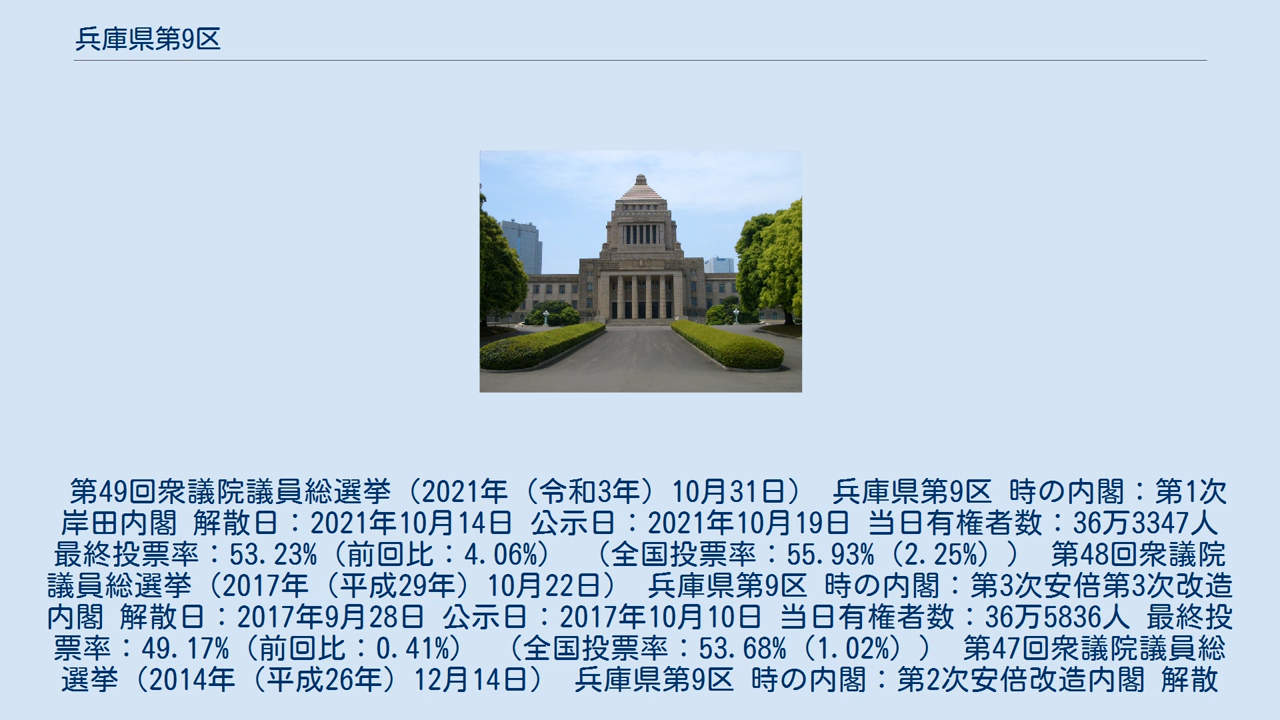 兵庫県第9区
第49回衆議院議員総選挙（2021年（令和3年）10月31日） 兵庫県第9区 時の内閣：第1次
岸田内閣 解散日：2021年10月14日 公示日：2021年10月19日 当日有権者数：36万3347人
最終投票率：53.23%（前回比：4.06%） （全国投票率：55.93%（2.25%）） 第48回衆議院
議員総選挙（2017年（平成29年）10月22日） 兵庫県第9区 時の内閣：第3次安倍第3次改造
内閣 解散日：2017年9月28日 公示日：2017年10月10日 当日有権者数：36万5836人 最終投
票率：49.17%（前回比：0.41%） （全国投票率：53.68%（1.02%）） 第47回衆議院議員総
選挙（2014年（平成26年）12月14日） 兵庫県第9区 時の内閣：第2次安倍改造内閣 解散